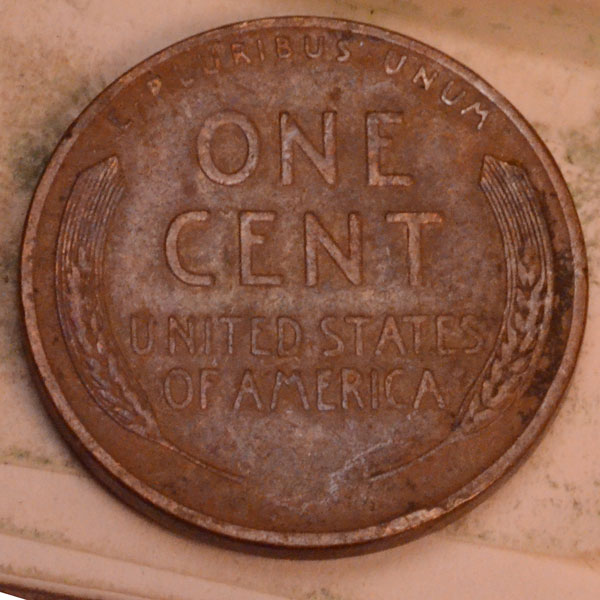 E PLURIBUS UNUM
ONE
CENT
UNITED STATES
OF AMERICA